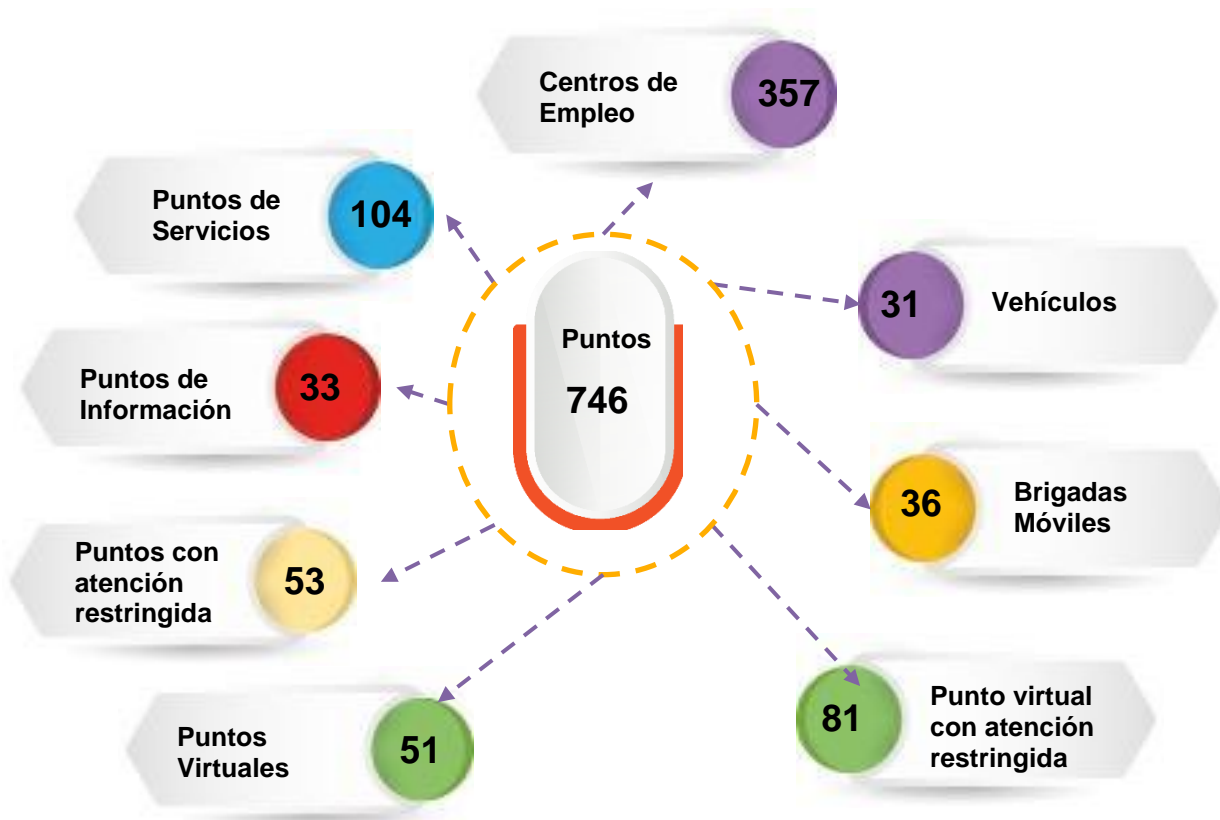 Centros de
Empleo
357
Puntos de
Servicios
104
Vehículos
31
Puntos
746
Puntos de
Información
33
Brigadas
Móviles
36
Puntos con
atención
restringida
53
Punto virtual
con atención
restringida
81
Puntos
Virtuales
51